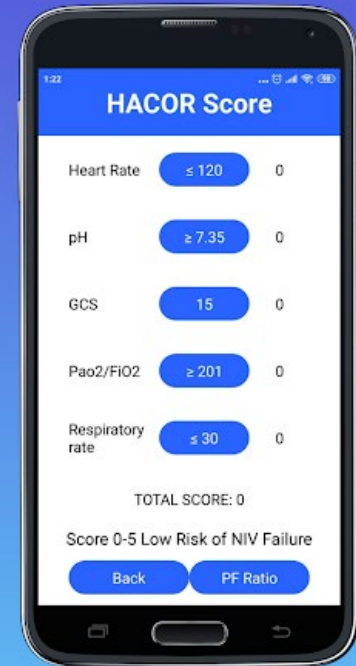 1:22
HACOR Score
Heart Rate ≤ 120 0
pH ≥ 7.35 0
GCS 15 0
Pao2/FiO2 ≥ 201 0
Respiratory
rate ≤ 30 0
TOTAL SCORE: 0
Score 0-5 Low Risk of NIV Failure
Back PF Ratio